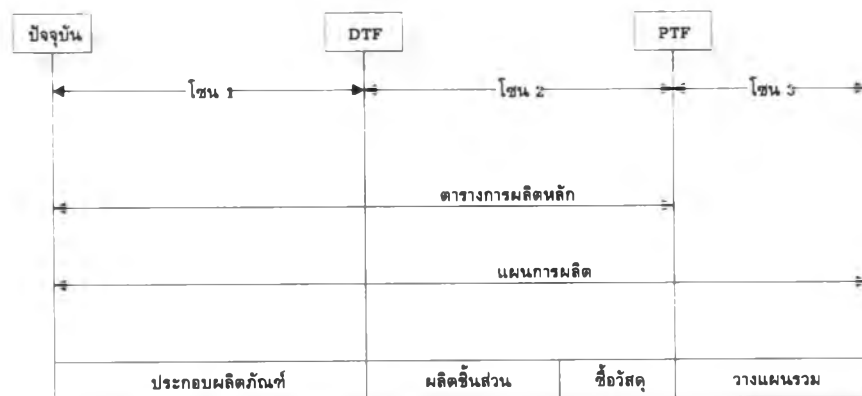 ปัจจุบัน DTF PTF
โซน 1 โซน 2 โซน 3
ตารางการผลิตหลัก
แผนการผลิต
ประกอบผลิตภัณฑ์ ผลิตชิ้นส่วน ซื้อวัสดุ วางแผนรวม